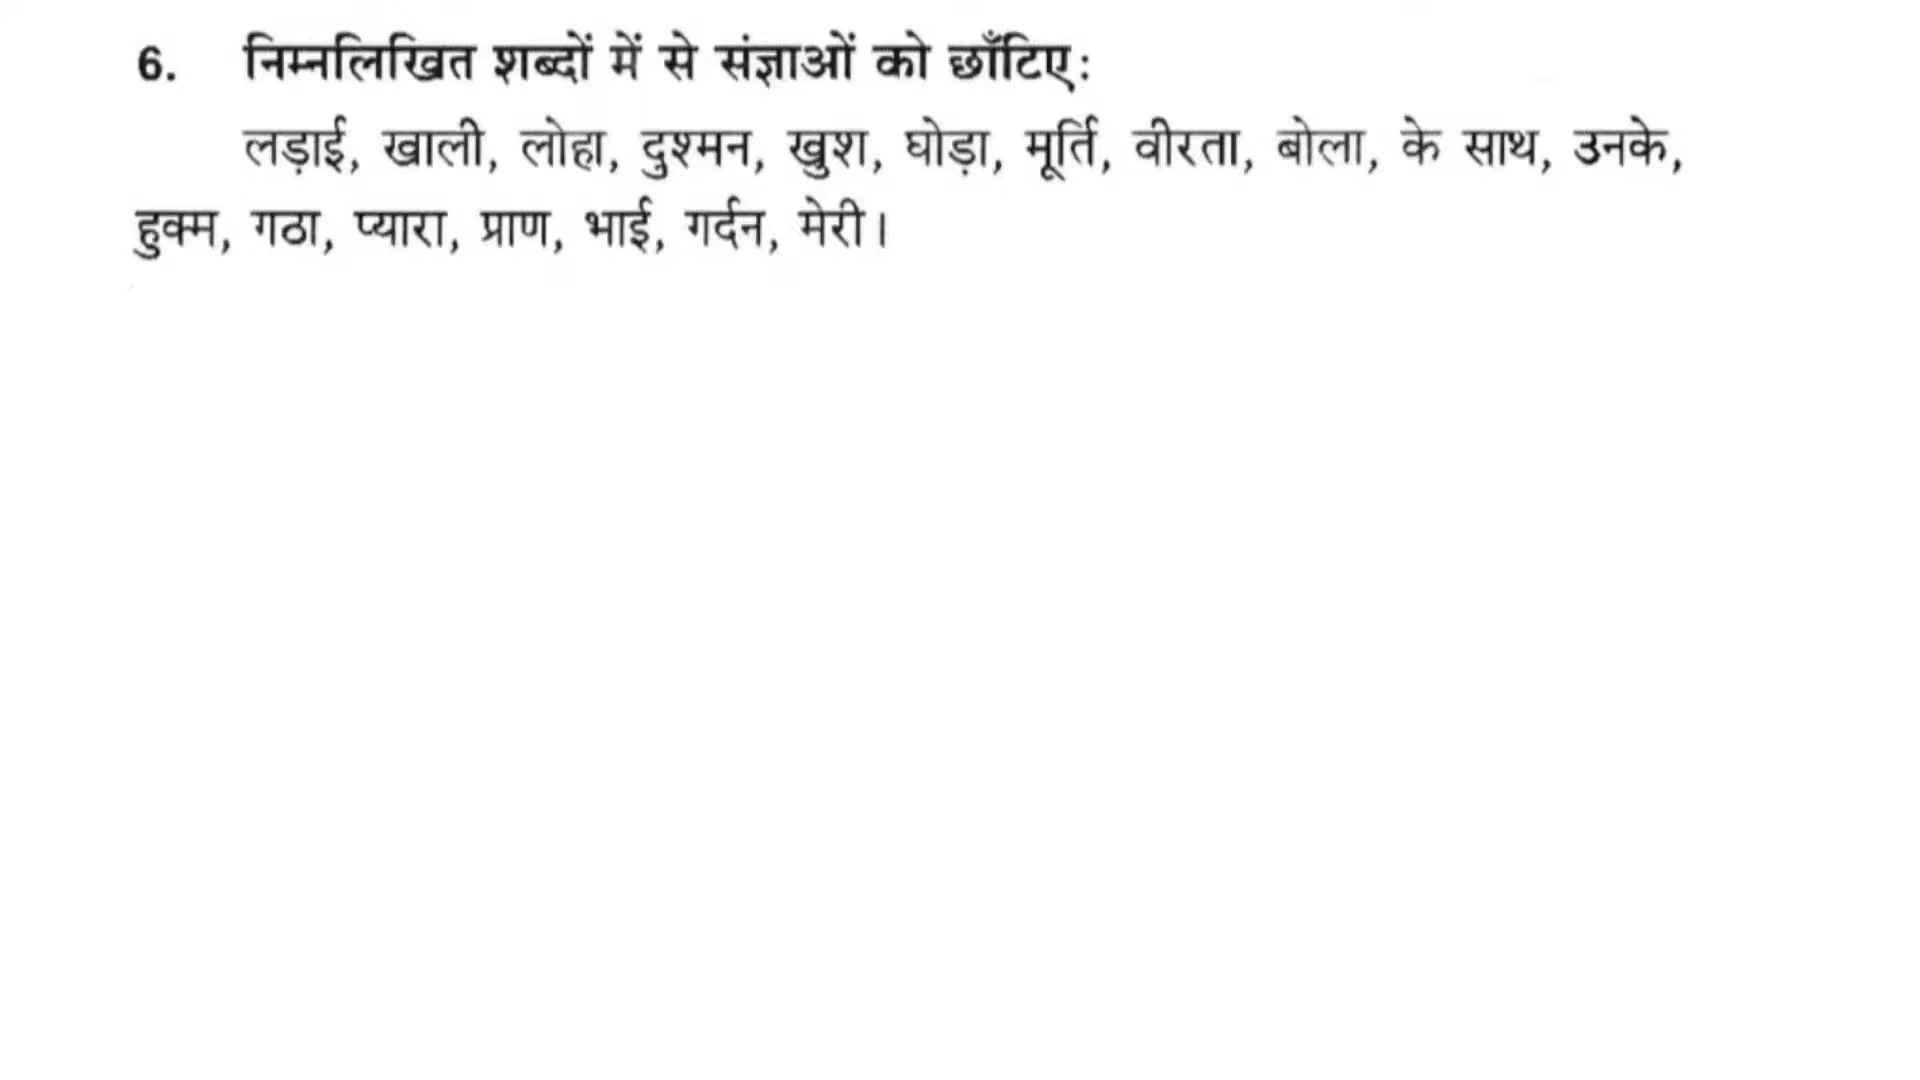 6. निम्नलिखित शब्दों में से संज्ञाओं को छाँटिए:
लड़ाई, खाली, लोहा, दुश्मन, खुश, घोड़ा, मूर्ति, वीरता, बोला, के साथ, उनके,
हुक्म, गठा, प्यारा, प्राण, भाई, गर्दन, मेरी।